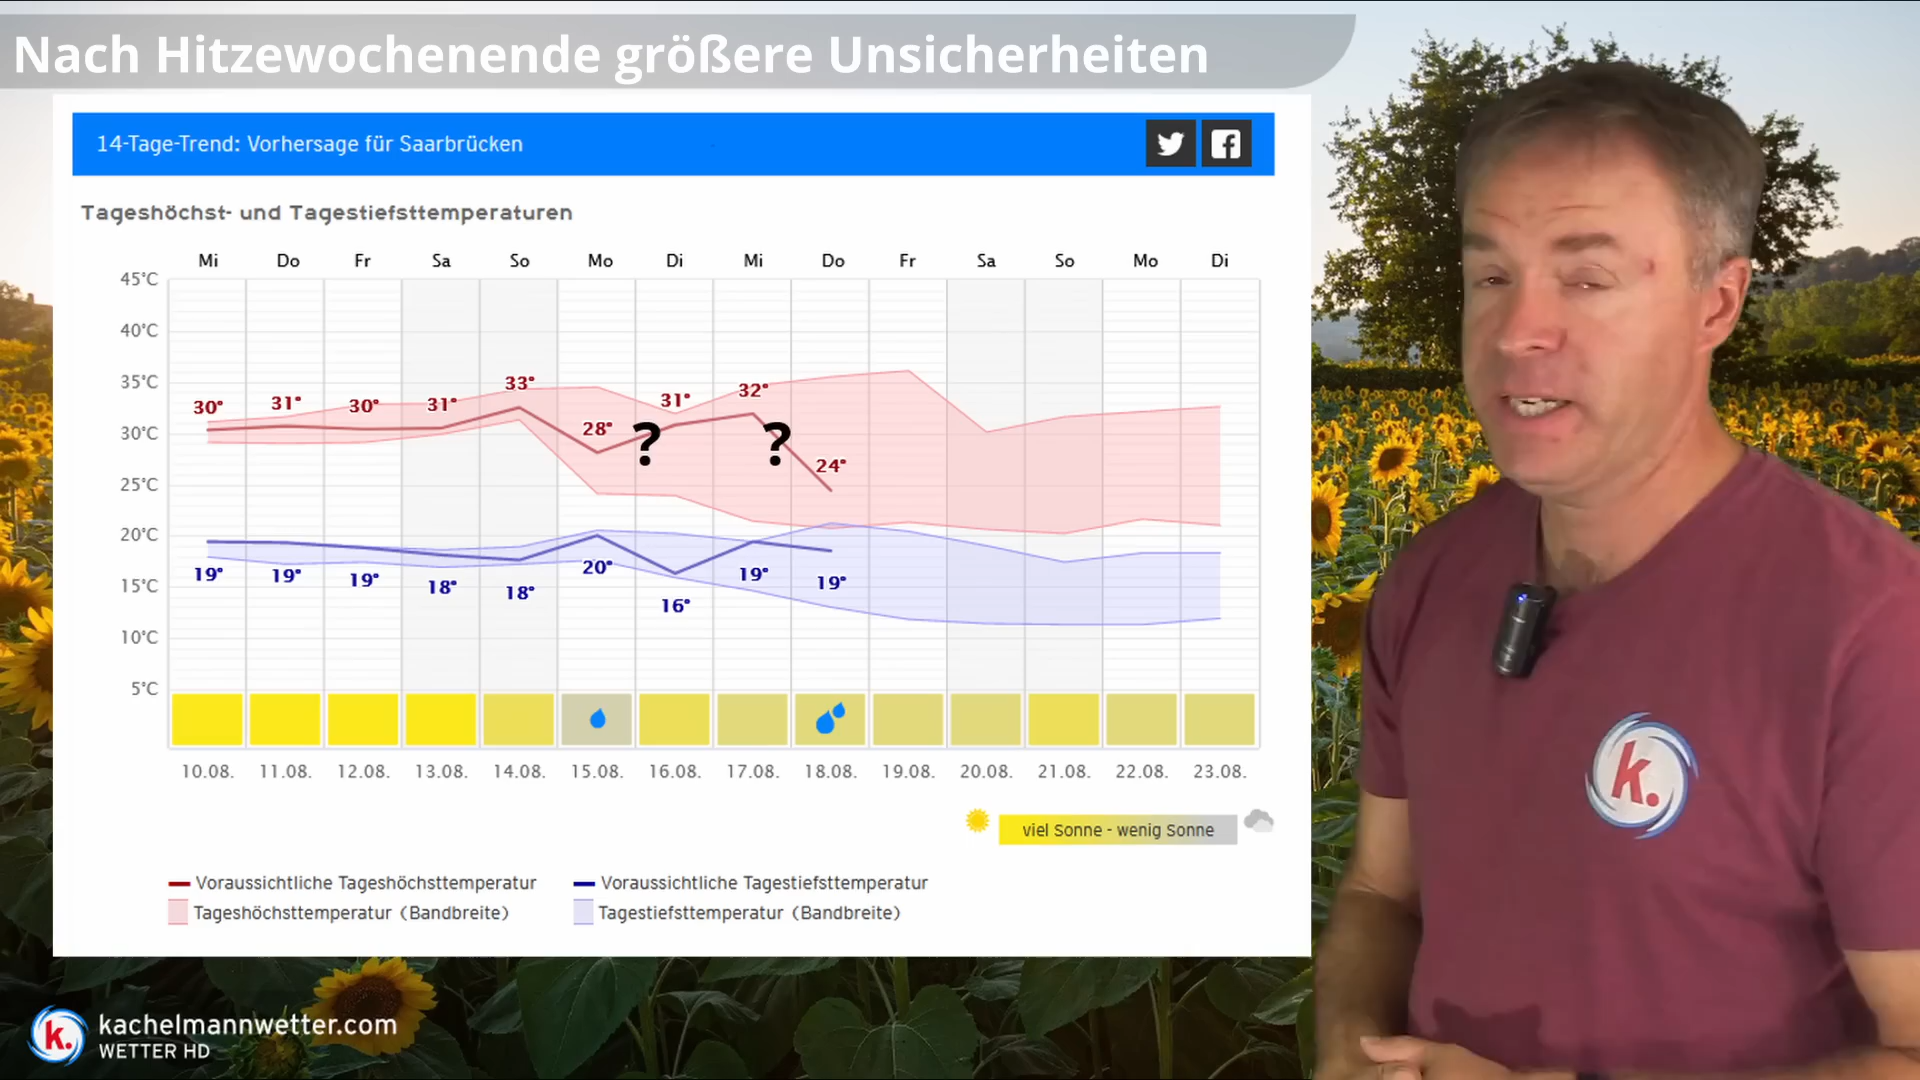 Nach Hitzewochenende größere Unsicherheiten
14-Tage-Trend: Vorhersage für Saarbrücken
Tageshöchst- und Tagestiefsttemperaturen
Mi Do Fr Sa So Mo Di Mi Do Fr Sa So Mo Di
45°C
40°C
35°C
30°C
25°C
20°C
15°C
10°C
5°C
30° 31° 30° 31° 33° 28° 31° 32° 24°
? ?
19° 19° 19° 18° 18° 20° 16° 19° 19°
10.08. 11.08. 12.08. 13.08. 14.08. 15.08. 16.08. 17.08. 18.08. 19.08. 20.08. 21.08. 22.08. 23.08.
viel Sonne - wenig Sonne
Voraussichtliche Tageshöchsttemperatur Voraussichtliche Tagestiefsttemperatur
Tageshöchsttemperatur (Bandbreite) Tagestiefsttemperatur (Bandbreite)
k.
k. kachelmannwetter.com
WETTER HD